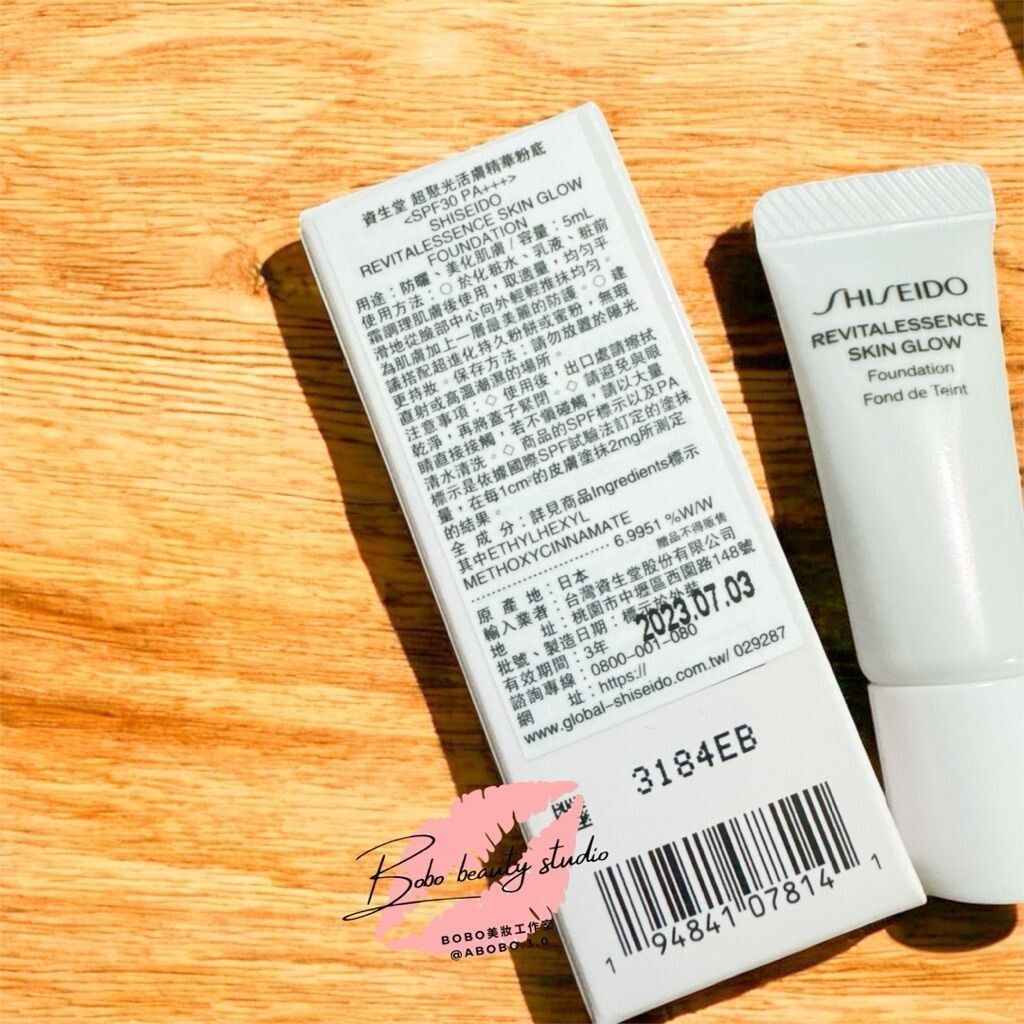 資生堂 超聚光活膚精華粉底
<SPF30 PA+++>
SHISEIDO
REVITALESSENCE SKIN GLOW
FOUNDATION
用途：防曬、美化肌膚/容量：5mL
使用方法：○於化粧水、乳液、粧前
霜調理肌膚後使用，取適量，均勻平
滑地從臉部中心向外輕輕推抹均勻。
為肌膚加上一層最美麗的防護。○建
議搭配超進化持久粉餅或蜜粉，無瑕
更持妝。保存方法：請勿放置於陽光
直射或高溫潮濕的場所。
注意事項：◇使用後，出口處請擦拭
乾淨，再將蓋子緊閉。◇請避免與眼
睛直接接觸，若不慎碰觸，請以大量
清水清洗。◇商品的SPF標示以及PA
標示是依據國際SPF試驗法訂定的塗抹
量，在每1cm²的皮膚塗抹2mg所測定
的結果。
全 成 分：詳見商品Ingredients標示
其中ETHYLHEXYL
METHOXYCINNAMATE
.......................... 6.9951 %W/W
贈品不得販售
原 產 地：日本
輸入業者：台灣資生堂股份有限公司
地 址：桃園市中壢區西園路148號
批號、製造日期：標示於外裝
2023.07.03
有效期間：3年
諮詢專線：0800-001-080
網 址：https://
www.global-shiseido.com.tw/ 029287
3184EB
1 94841 07814 1
SHISEIDO
REVITALESSENCE
SKIN GLOW
Foundation
Fond de Teint
Bobo beauty studio
BOBO美妝工作室
@ABOBO.3.0